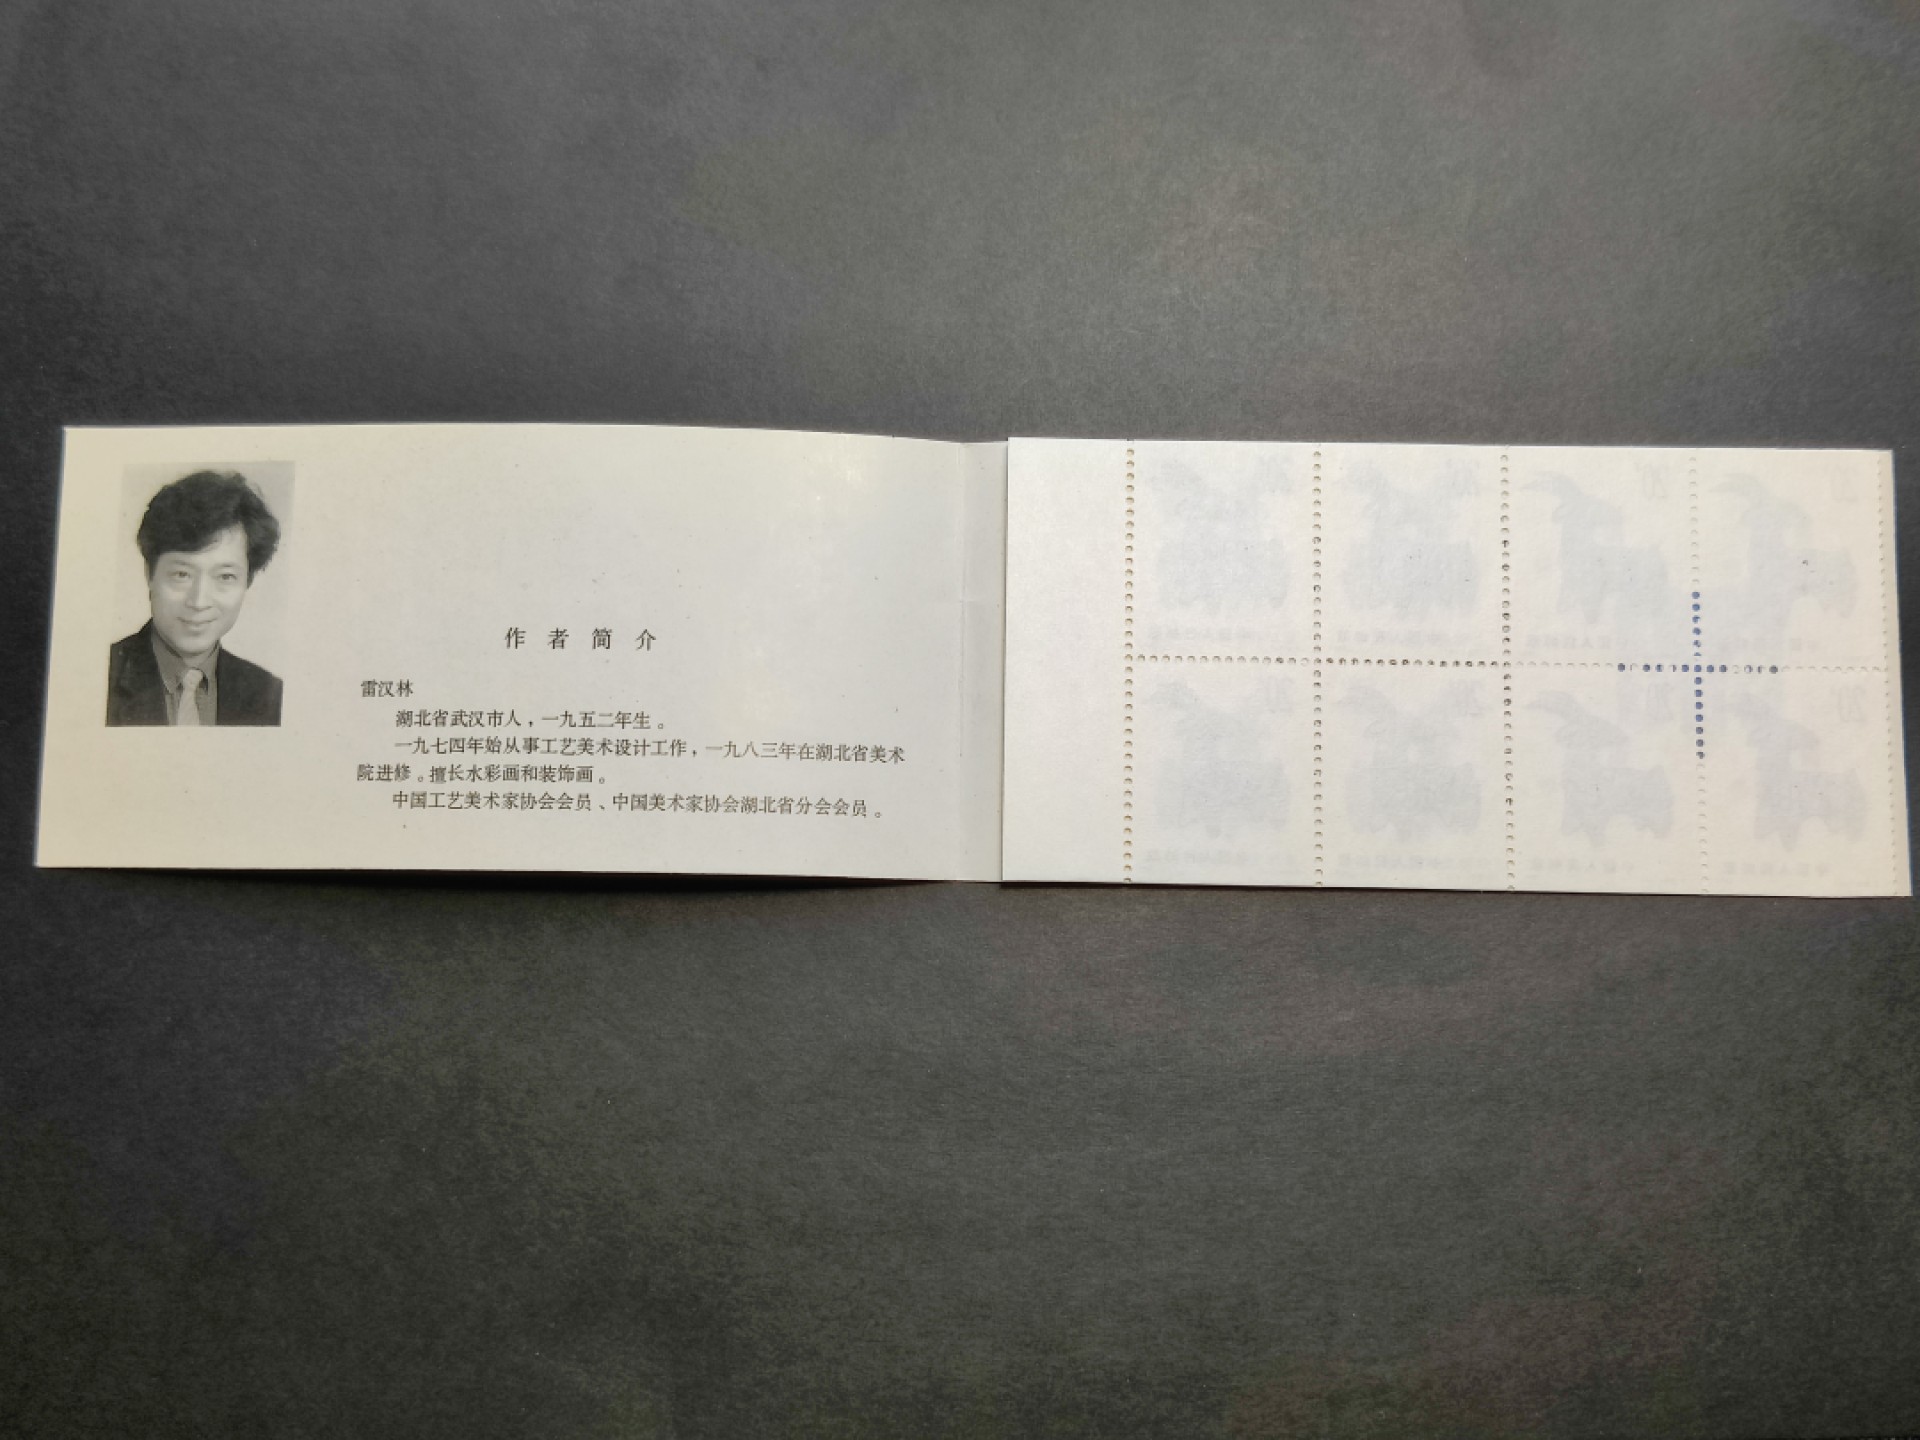 作者简介
雷汉林
湖北省武汉市人，一九五二年生。
一九七四年始从事工艺美术设计工作，一九八三年在湖北省美术
院进修。擅长水彩画和装饰画。
中国工艺美术家协会会员、中国美术家协会湖北省分会会员。